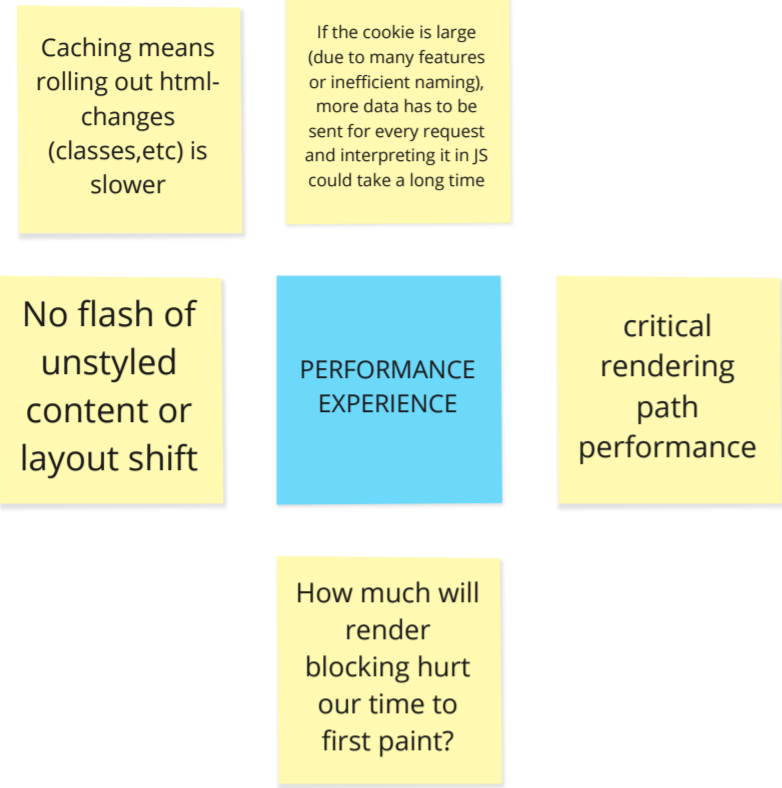 Caching means
rolling out html-
changes
(classes,etc) is
slower
If the cookie is large
(due to many features
or inefficient naming),
more data has to be
sent for every request
and interpreting it in JS
could take a long time
No flash of
unstyled
content or
layout shift
PERFORMANCE
EXPERIENCE
critical
rendering
path
performance
How much will
render
blocking hurt
our time to
first paint?